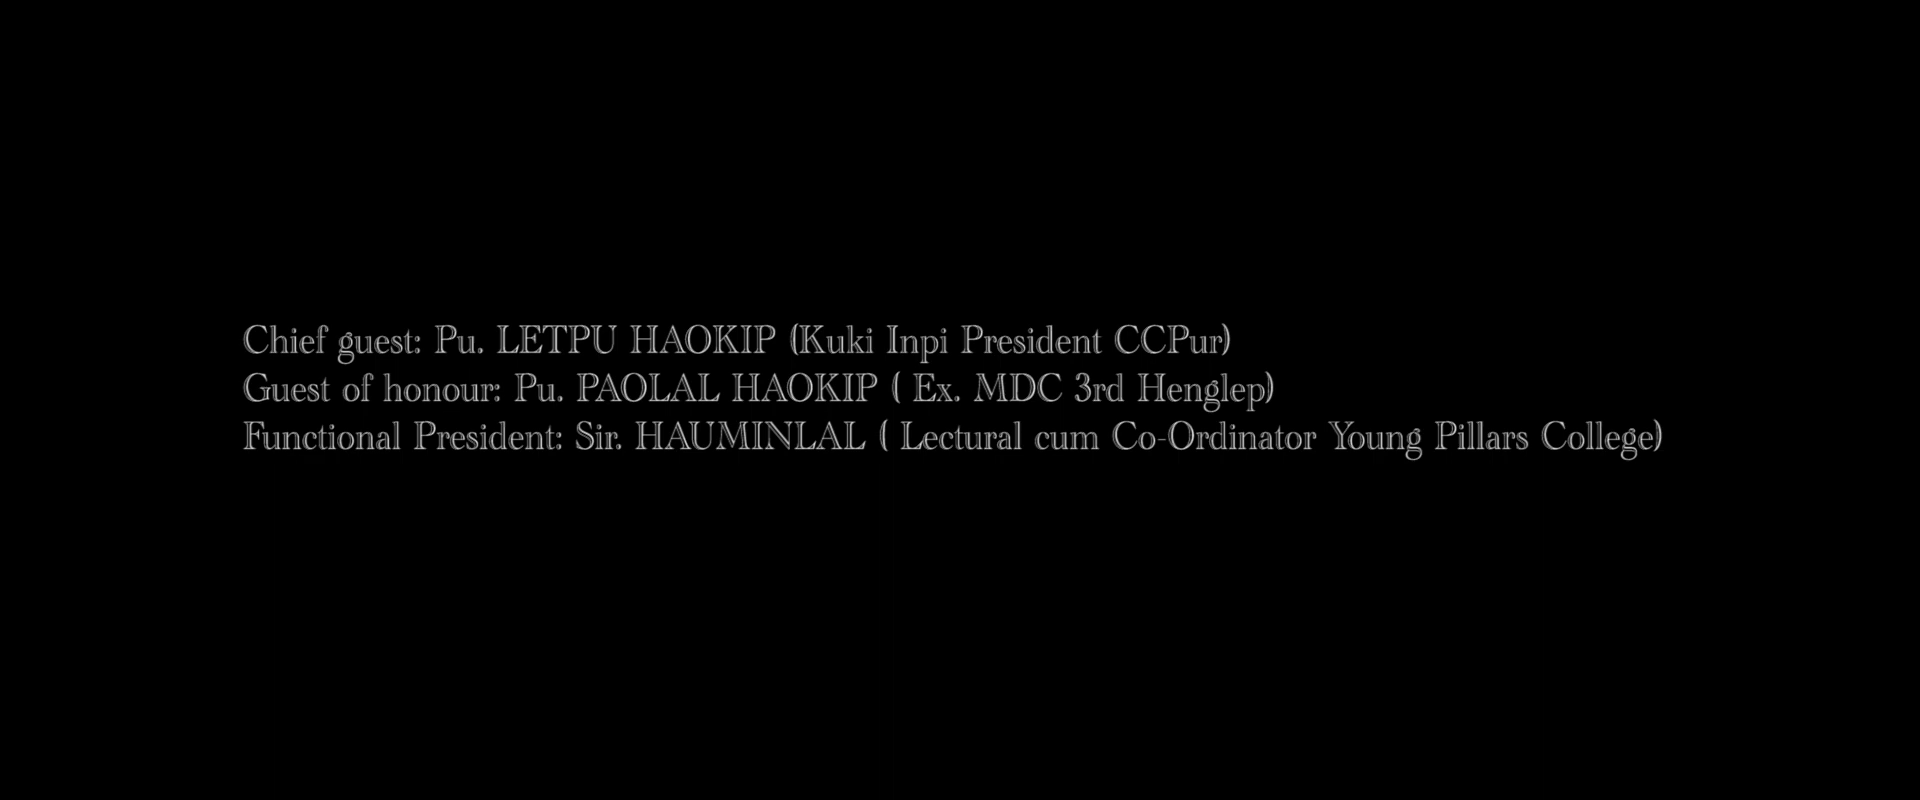 Chief guest: Pu. LETPU HAOKIP (Kuki Inpi President CCPur)
Guest of honour: Pu. PAOLAL HAOKIP ( Ex. MDC 3rd Henglep)
Functional President: Sir. HAUMINLAL ( Lectural cum Co-Ordinator Young Pillars College)